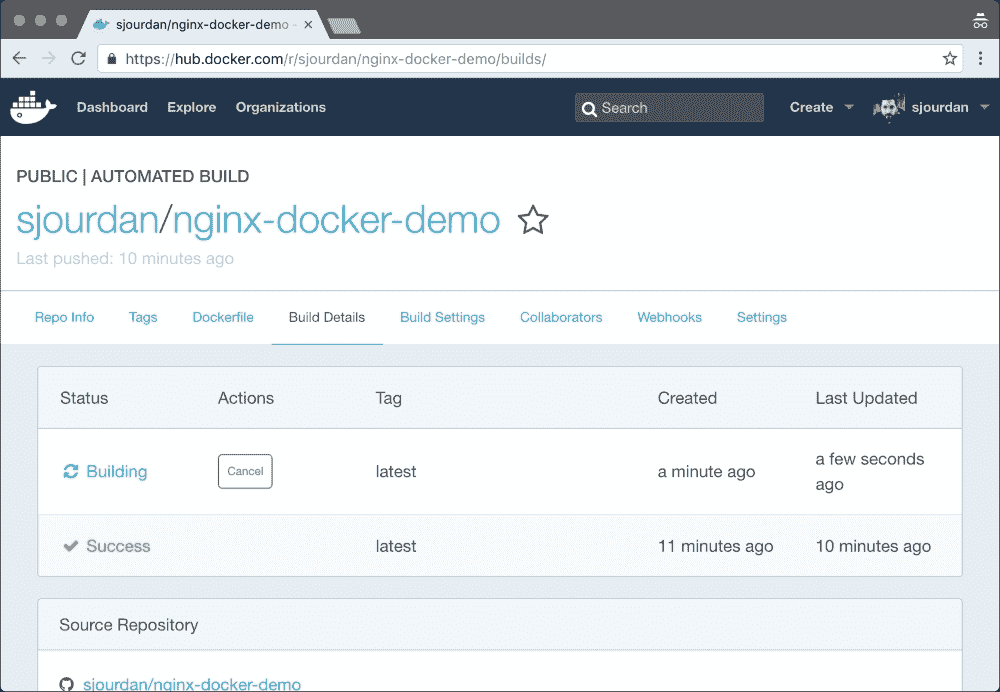 sjourdan/nginx-docker-demo -
https://hub.docker.com/r/sjourdan/nginx-docker-demo/builds/
Dashboard Explore Organizations Search Create sjourdan
PUBLIC | AUTOMATED BUILD
sjourdan/nginx-docker-demo
Last pushed: 10 minutes ago
Repo Info Tags Dockerfile Build Details Build Settings Collaborators Webhooks Settings
Status Actions Tag Created Last Updated
Building Cancel latest a minute ago a few seconds
ago
Success latest 11 minutes ago 10 minutes ago
Source Repository
sjourdan/nginx-docker-demo